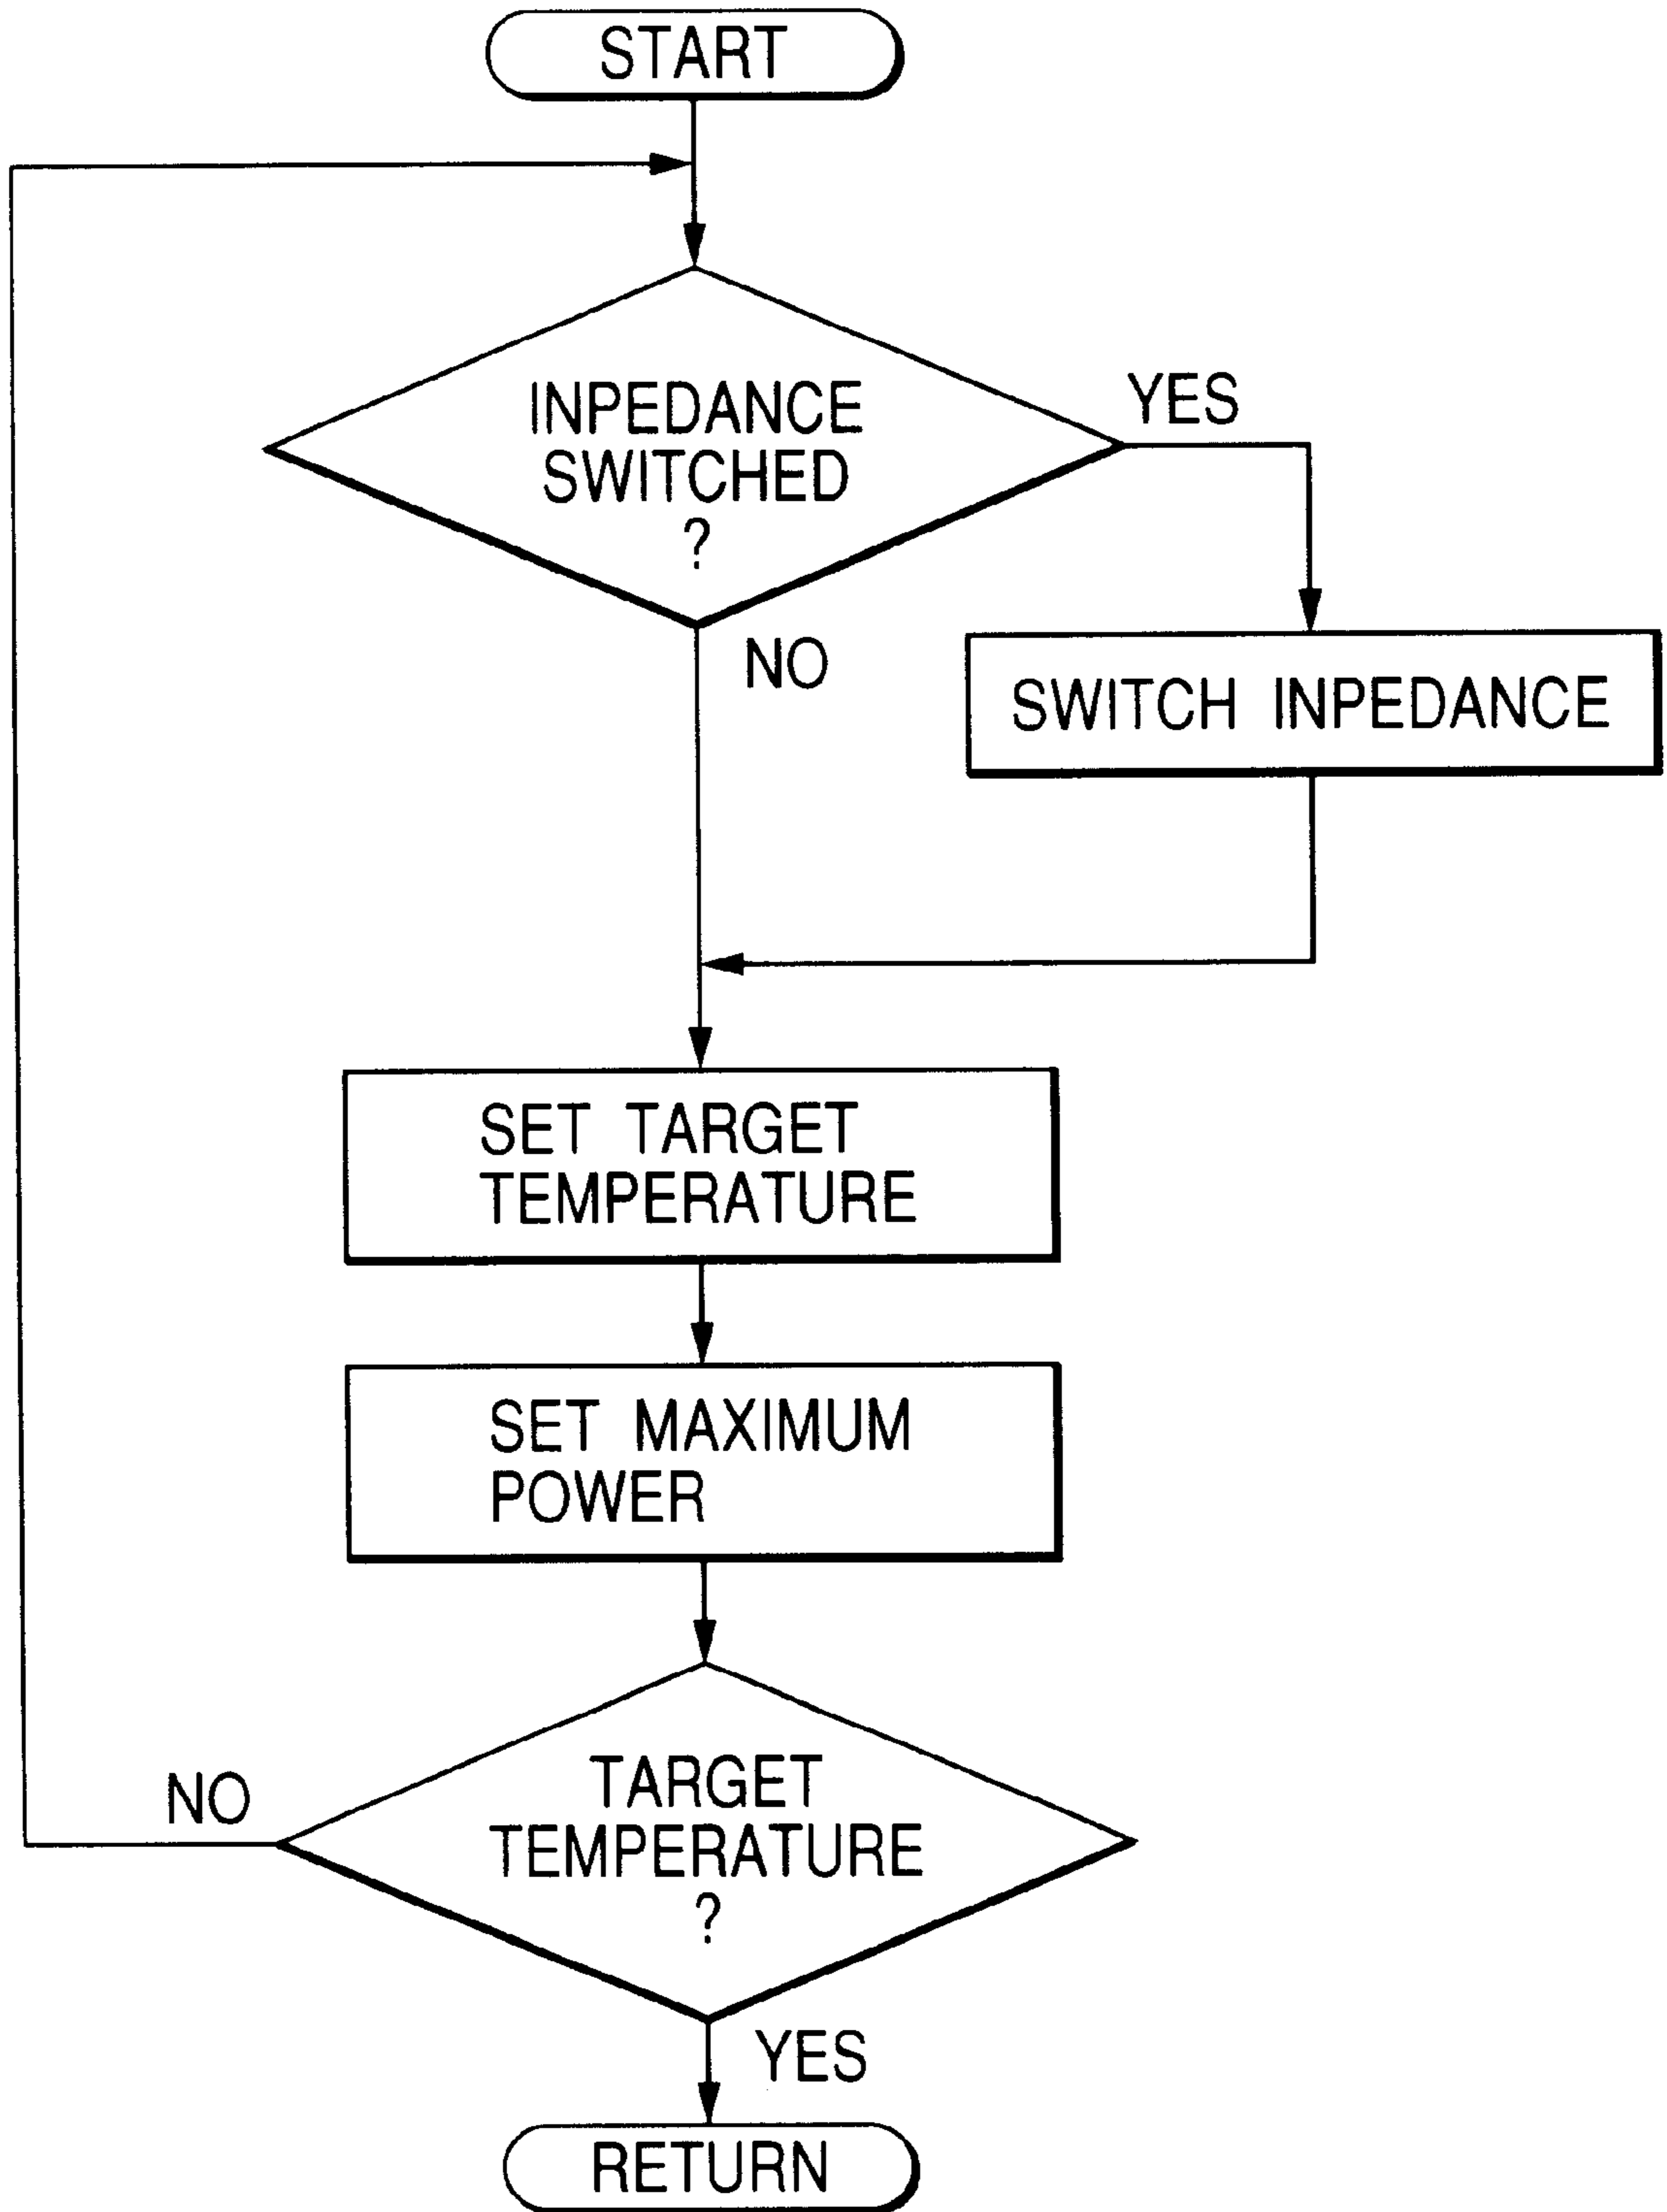 START
INPEDANCE
SWITCHED
?
YES
NO
SWITCH INPEDANCE
SET TARGET
TEMPERATURE
SET MAXIMUM
POWER
TARGET
TEMPERATURE
?
NO
YES
RETURN